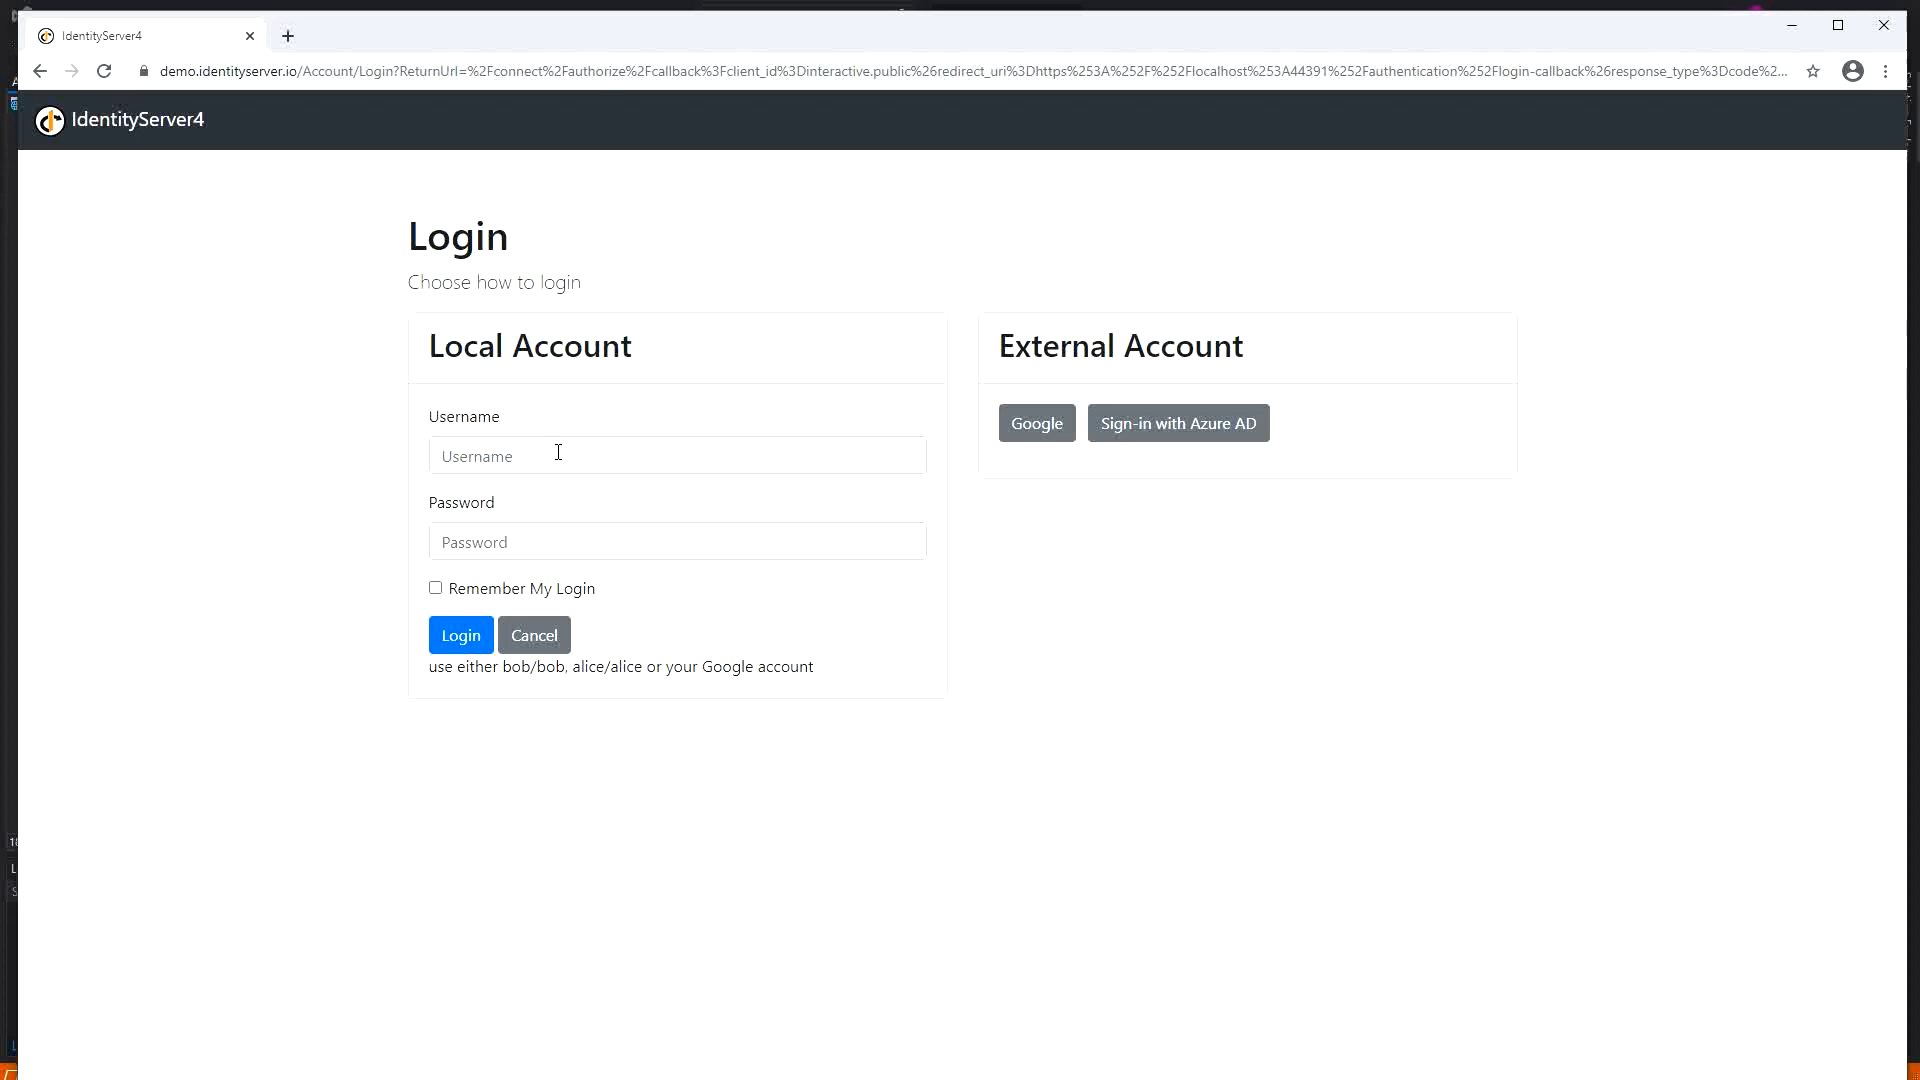 IdentityServer4
demo.identityserver.io/Account/Login?ReturnUrl=%2Fconnect%2Fauthorize%2Fcallback%3Fclient_id%3Dinteractive.public%26redirect_uri%3Dhttps%253A%252F%252Flocalhost%253A44391%252Fauthentication%252Flogin-callback%26response_type%3Dcode%2...
IdentityServer4
Login
Choose how to login
Local Account
Username
Username
Password
Password
Remember My Login
Login Cancel
use either bob/bob, alice/alice or your Google account
External Account
Google Sign-in with Azure AD